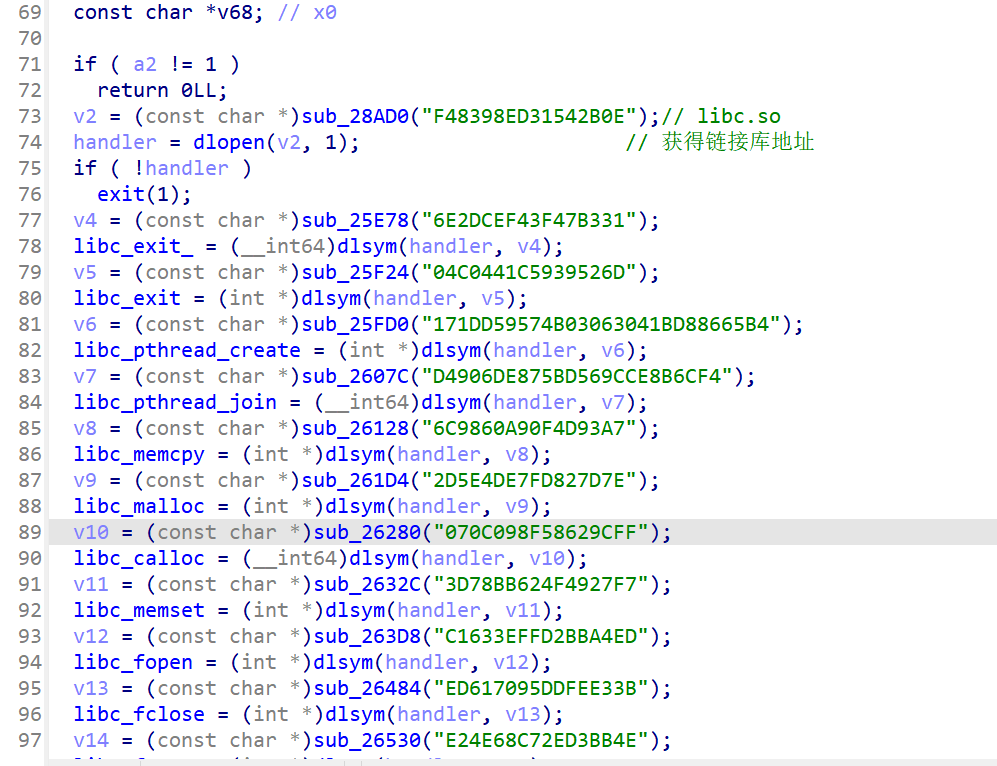 69 const char *v68; // x0
70
71 if ( a2 != 1 )
72 return 0LL;
73 v2 = (const char *)sub_28AD0("F48398ED31542B0E");// libc.so
74 handler = dlopen(v2, 1); // 获得链接库地址
75 if ( !handler )
76 exit(1);
77 v4 = (const char *)sub_25E78("6E2DCEF43F47B331");
78 libc_exit_ = (__int64)dlsym(handler, v4);
79 v5 = (const char *)sub_25F24("04C0441C5939526D");
80 libc_exit = (int *)dlsym(handler, v5);
81 v6 = (const char *)sub_25FD0("171DD59574B03063041BD88665B4");
82 libc_pthread_create = (int *)dlsym(handler, v6);
83 v7 = (const char *)sub_2607C("D4906DE875BD569CCE8B6CF4");
84 libc_pthread_join = (__int64)dlsym(handler, v7);
85 v8 = (const char *)sub_26128("6C9860A90F4D93A7");
86 libc_memcpy = (int *)dlsym(handler, v8);
87 v9 = (const char *)sub_261D4("2D5E4DE7FD827D7E");
88 libc_malloc = (int *)dlsym(handler, v9);
89 v10 = (const char *)sub_26280("070C098F58629CFF");
90 libc_calloc = (__int64)dlsym(handler, v10);
91 v11 = (const char *)sub_2632C("3D78BB624F4927F7");
92 libc_memset = (int *)dlsym(handler, v11);
93 v12 = (const char *)sub_263D8("C1633EFFD2BBA4ED");
94 libc_fopen = (int *)dlsym(handler, v12);
95 v13 = (const char *)sub_26484("ED617095DDFEE33B");
96 libc_fclose = (int *)dlsym(handler, v13);
97 v14 = (const char *)sub_26530("E24E68C72ED3BB4E");